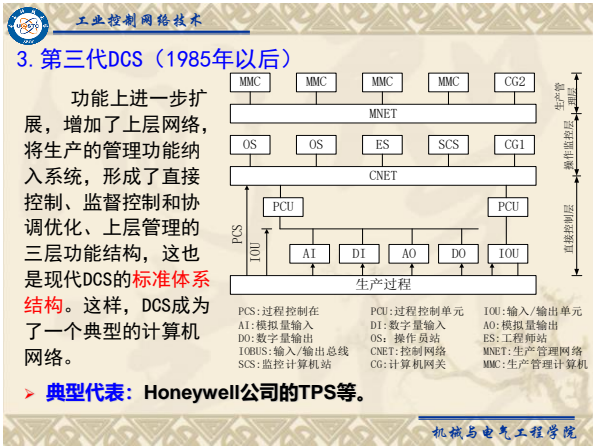 工业控制网络技术
3. 第三代DCS（1985年以后）
功能上进一步扩
展，增加了上层网络，
将生产的管理功能纳
入系统，形成了直接
控制、监督控制和协
调优化、上层管理的
三层功能结构，这也
是现代DCS的标准体系
结构。这样，DCS成为
了一个典型的计算机
网络。
MMC MMC MMC MMC CG2
MNET
OS OS ES SCS CG1
CNET
PCU PCU
AI DI AO DO IOU
生产过程
PCS
IOU
生产管
理层
操作监控层
直接控制层
PCS:过程控制在 PCU:过程控制单元 IOU:输入/输出单元
AI:模拟量输入 DI:数字量输入 AO:模拟量输出
DO:数字量输出 OS：操作员站 ES:工程师站
IOBUS:输入/输出总线 CNET:控制网络 MNET:生产管理网络
SCS:监控计算机站 CG:计算机网关 MMC:生产管理计算机
典型代表：Honeywell公司的TPS等。
机械与电气工程学院